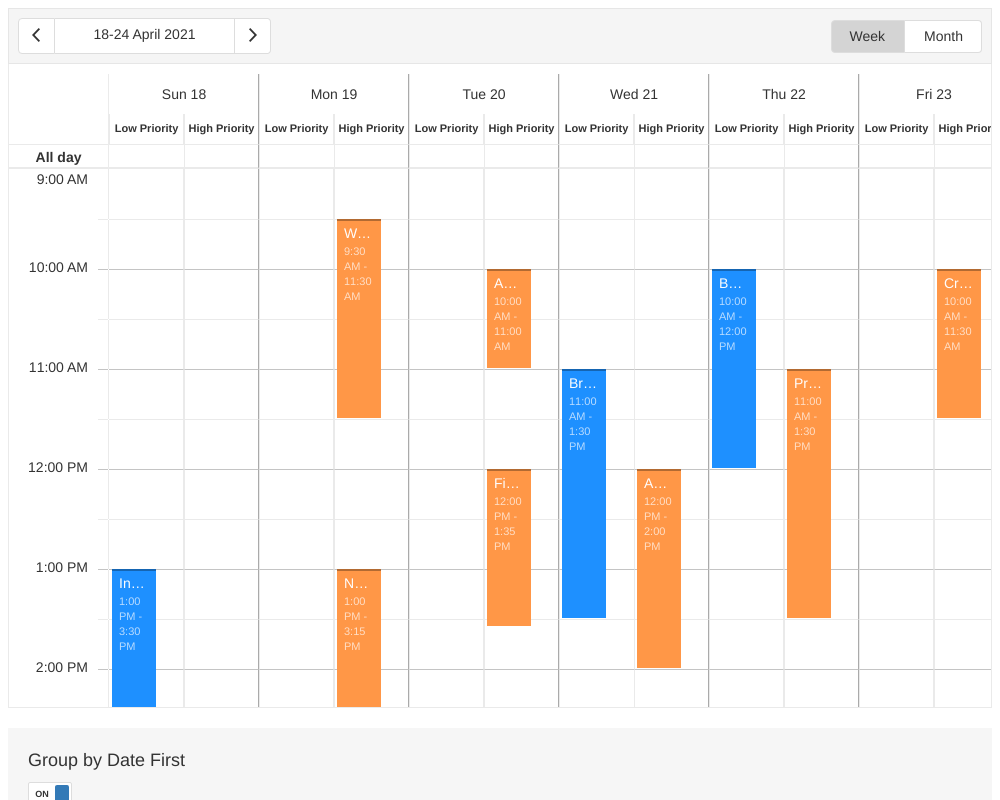 18-24 April 2021
Week
Month
Sun 18
Mon 19
Tue 20
Wed 21
Thu 22
Fri 23
Low Priority
High Priority
Low Priority
High Priority
Low Priority
High Priority
Low Priority
High Priority
Low Priority
High Priority
Low Priority
High Prior
All day
9:00 AM
10:00 AM
11:00 AM
12:00 PM
1:00 PM
2:00 PM
In...
1:00
PM -
3:30
PM
W...
9:30
AM -
11:30
AM
N...
1:00
PM -
3:15
PM
A...
10:00
AM -
11:00
AM
Fi...
12:00
PM -
1:35
PM
Br...
11:00
AM -
1:30
PM
A...
12:00
PM -
2:00
PM
B...
10:00
AM -
12:00
PM
Pr...
11:00
AM -
1:30
PM
Cr...
10:00
AM -
11:30
AM
Group by Date First
ON